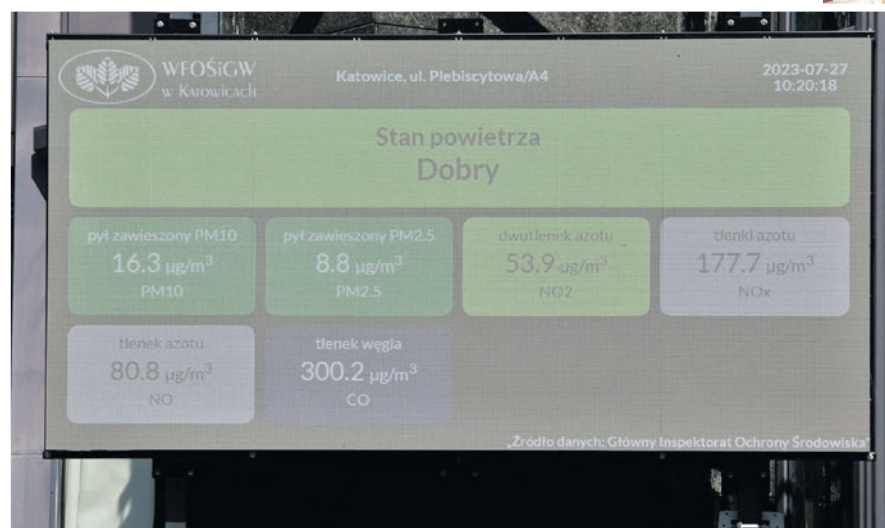 WFOŚiGW
w Katowicach
Katowice, ul. Plebiscytowa/A4
2023-07-27
10:20:18
Stan powietrza
Dobry
pył zawieszony PM10
16.3 µg/m³
PM10
pył zawieszony PM2.5
8.8 µg/m³
PM2.5
dwutlenek azotu
53.9 ug/m³
NO2
tlenki azotu
177.7 µg/m³
NOx
tlenek azotu
80.8 µg/m³
NO
tlenek węgla
300.2 µg/m³
CO
„Źródło danych: Główny Inspektorat Ochrony Środowiska"